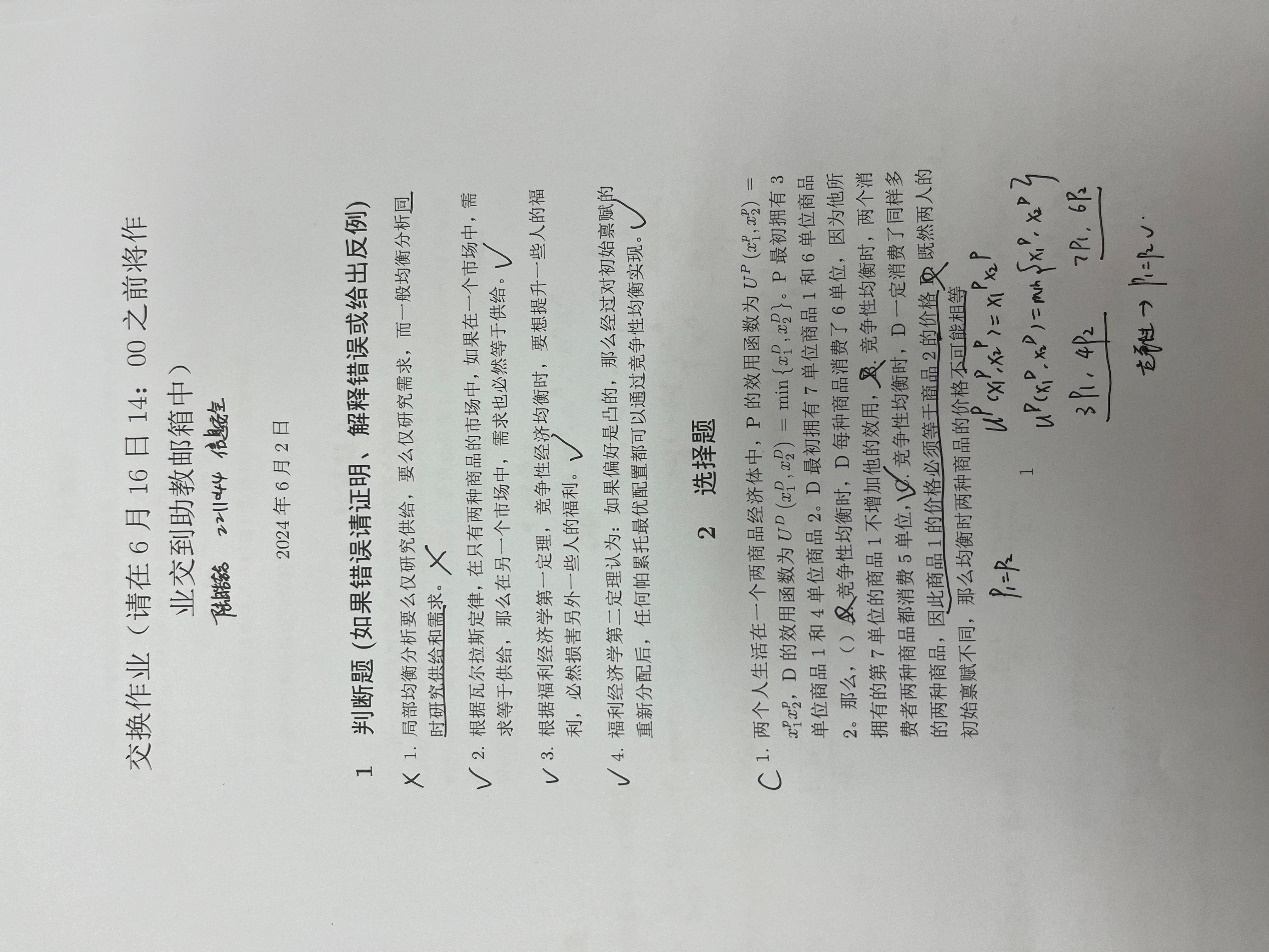 交换作业（请在 6 月 16 日 14：00 之前将作
业交到助教邮箱中）
2211044 信息安全
2024 年 6 月 2 日
1 判断题 (如果错误请证明、解释错误或给出反例)
× 1. 局部均衡分析要么仅研究供给，要么仅研究需求，而一般均衡分析同
时研究供给和需求。 ×
✓ 2. 根据瓦尔拉斯定律，在只有两种商品的市场中，如果在一个市场中，需
求等于供给，那么在另一个市场中，需求也必然等于供给。 ✓
✓ 3. 根据福利经济学第一定理，竞争性经济均衡时，要想提升一些人的福
利，必然损害另外一些人的福利。 ✓
✓ 4. 福利经济学第二定理认为：如果偏好是凸的，那么经过对初始禀赋的
重新分配后，任何帕累托最优配置都可以通过竞争性均衡实现。 ✓
2 选择题
C 1. 两个人生活在一个两商品经济体中，P 的效用函数为 U^P (x_1^P, x_2^P) =
x_1^P x_2^P，D 的效用函数为 U^D (x_1^D, x_2^D) = min {x_1^D, x_2^D}。P 最初拥有 3
单位商品 1 和 4 单位商品 2。D 最初拥有 7 单位商品 1 和 6 单位商品
2。那么，（）A. 竞争性均衡时，D 每种商品消费了 6 单位，因为他所
拥有的第 7 单位的商品 1 不增加他的效用，B. 竞争性均衡时，两个消
费者两种商品都消费 5 单位，C. 竞争性均衡时，D 一定消费了同样多
的两种商品，因此商品 1 的价格必须等于商品 2 的价格 D. 既然两人的
初始禀赋不同，那么均衡时两种商品的价格不可能相等
U^P(x_1^P, x_2^P) = x_1^P x_2^P
P_1=P_2
1
U^P(x_1^P, x_2^P) = min{x_1^P, x_2^P}
3P_1, 4P_2 7P_1, 6P_2
→ P_1=P_2 ✓.